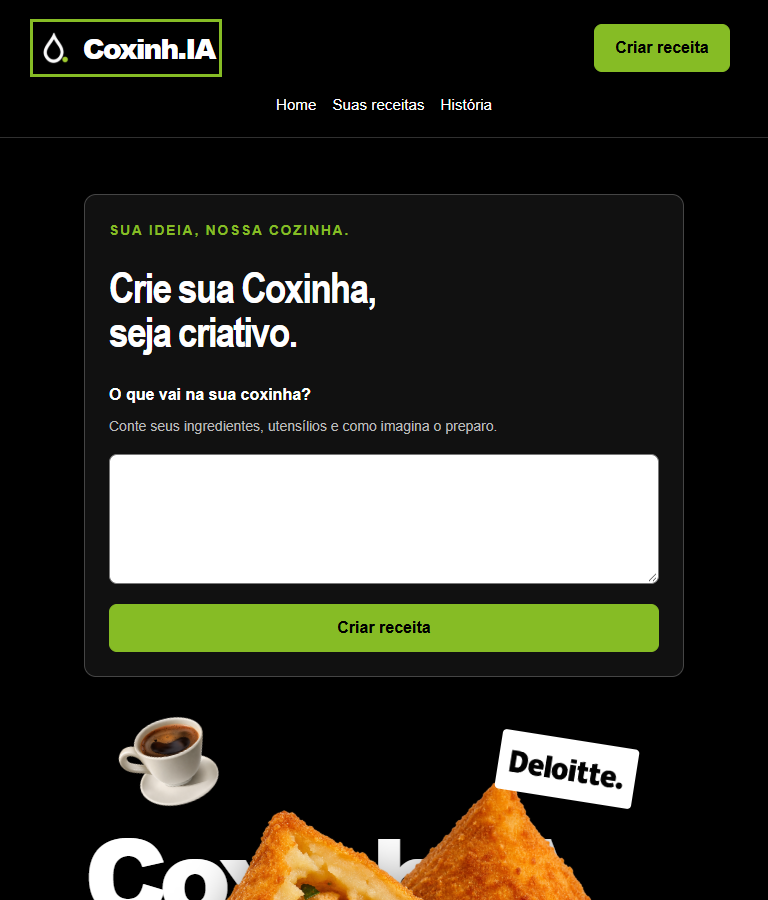 Coxinh.IA
Criar receita
Home Suas receitas História
SUA IDEIA, NOSSA COZINHA.
Crie sua Coxinha,
seja criativo.
O que vai na sua coxinha?
Conte seus ingredientes, utensílios e como imagina o preparo.
Criar receita
Deloitte.